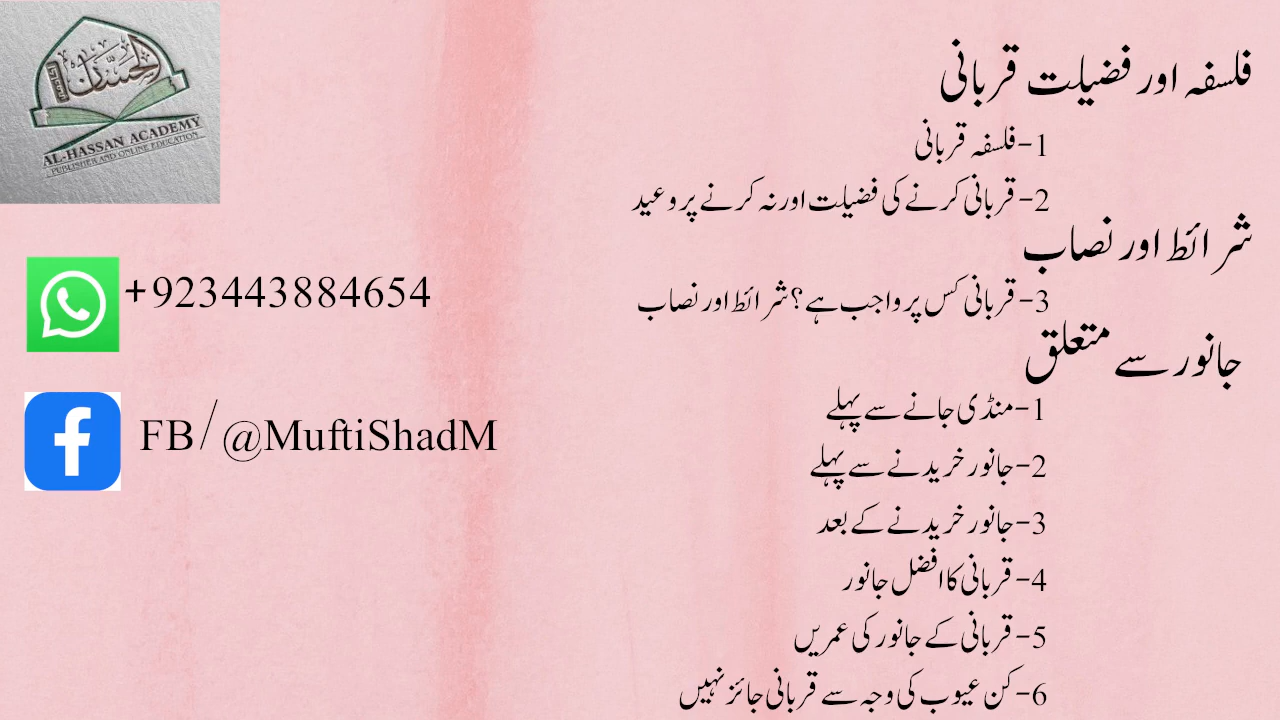 فلسفہ اور فضیلت قربانی
1-فلسفہ قربانی
2- قربانی کرنے کی فضیلت اور نہ کرنے پر وعید
شرائط اور نصاب
3- قربانی کس پر واجب ہے؟ شرائط اور نصاب
جانور سے متعلق
1-منڈی جانے سے پہلے
2-جانور خریدنے سے پہلے
3-جانور خریدنے کے بعد
4- قربانی کا افضل جانور
5- قربانی کے جانور کی عمریں
6-کن عیوب کی وجہ سے قربانی جائز نہیں
الحسان
AL-HASSAN ACADEMY
PUBLISHER AND ONLINE EDUCATION
+923443884654
FB/@MuftiShadM